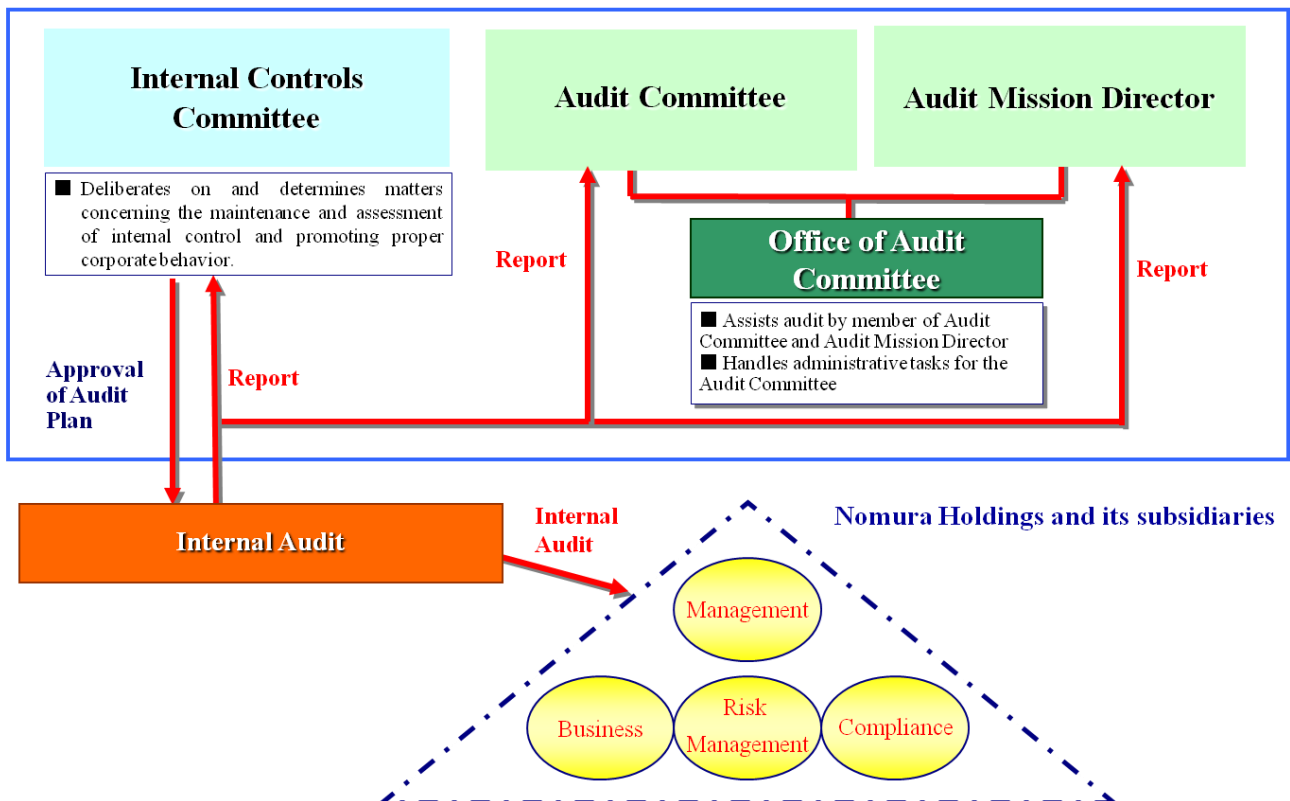 Internal Controls
Committee
Audit Committee
Audit Mission Director
■ Deliberates on and determines matters
concerning the maintenance and assessment
of internal control and promoting proper
corporate behavior.
Office of Audit
Committee
■ Assists audit by member of Audit
Committee and Audit Mission Director
■ Handles administrative tasks for the
Audit Committee
Report
Report
Approval
of Audit
Plan
Report
Internal Audit
Internal
Audit
Nomura Holdings and its subsidiaries
Management
Business
Risk
Management
Compliance